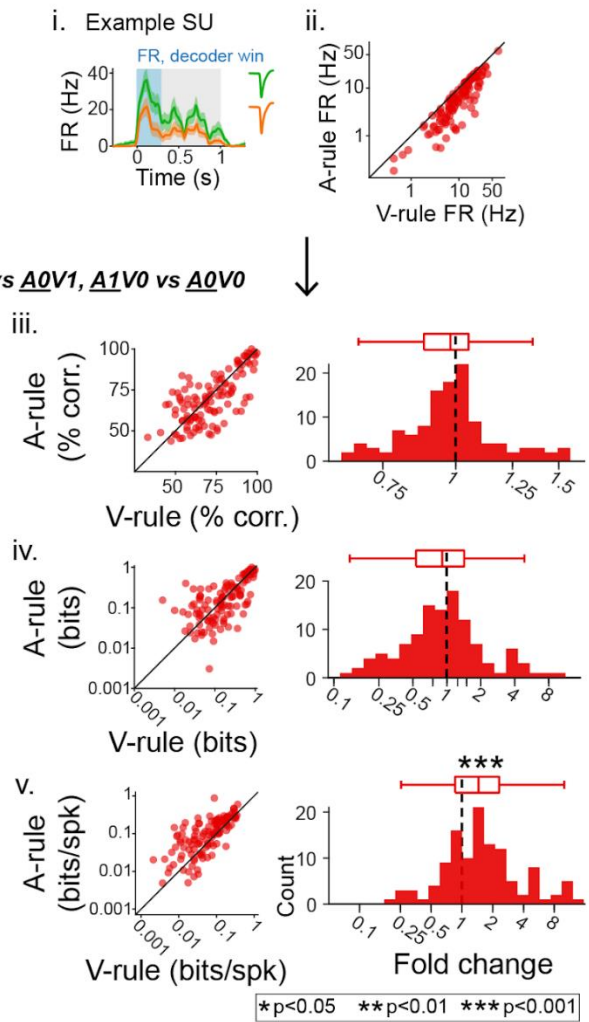 i. Example SU
FR, decoder win
40
20
0
FR (Hz)
0 0.5 1
Time (s)
ii.
50
10
1
A-rule FR (Hz)
1 10 50
V-rule FR (Hz)
vs A0V1, A1V0 vs A0V0
iii.
100
75
50
A-rule
(% corr.)
50 75 100
V-rule (% corr.)
20
10
0
0.75 1 1.25 1.5
iv.
1
0.1
0.01
0.001
A-rule
(bits)
0.001 0.01 0.1 1
V-rule (bits)
20
10
0
0.1 0.25 0.5 1 2 4 8
v.
1
0.1
0.01
0.001
A-rule
(bits/spk)
0.001 0.01 0.1 1
V-rule (bits/spk)
***
20
10
0
Count
0.1 0.25 0.5 1 2 4 8
Fold change
*p<0.05 **p<0.01 ***p<0.001